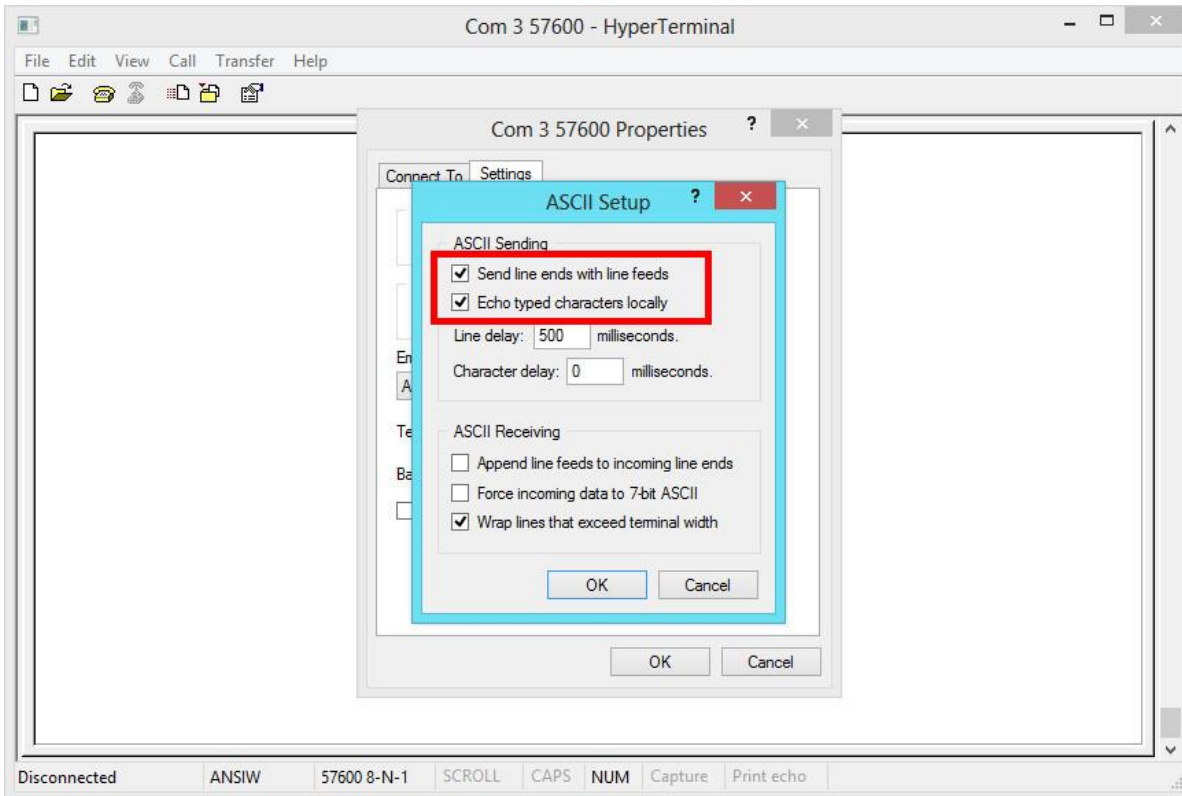 Com 3 57600 - HyperTerminal
File Edit View Call Transfer Help
Com 3 57600 Properties ?
Connect To Settings
ASCII Setup ?
ASCII Sending
Send line ends with line feeds
Echo typed characters locally
Line delay: 500 milliseconds.
Character delay: 0 milliseconds.
ASCII Receiving
Append line feeds to incoming line ends
Force incoming data to 7-bit ASCII
Wrap lines that exceed terminal width
OK Cancel
OK Cancel
Disconnected ANSIW 57600 8-N-1 SCROLL CAPS NUM Capture Print echo